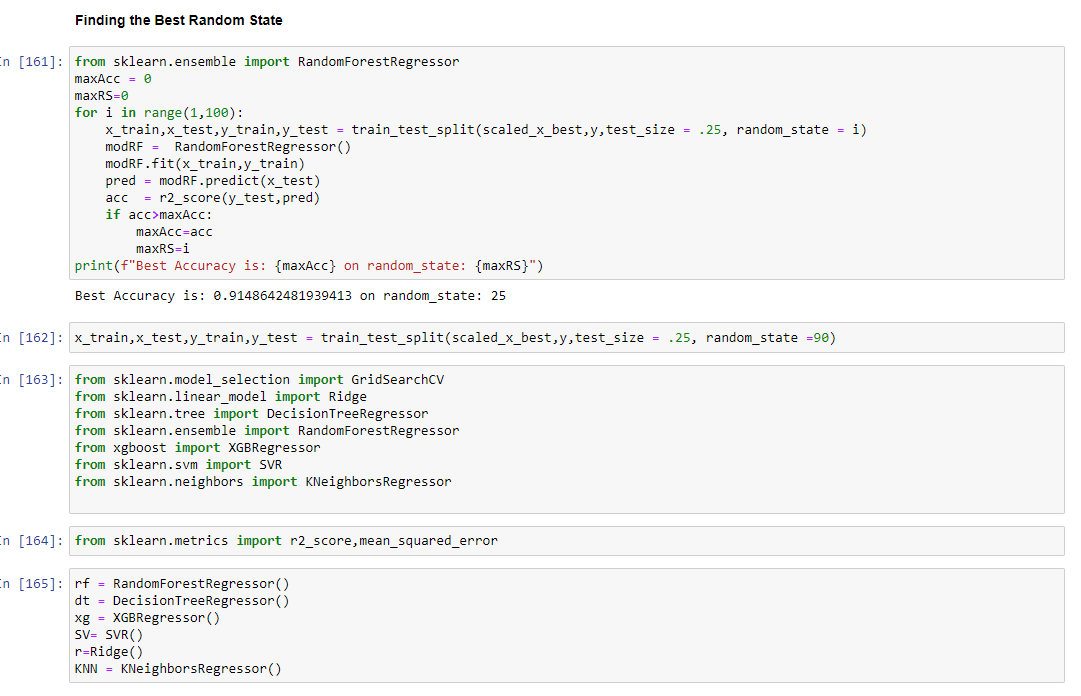 Finding the Best Random State
In [161]:
from sklearn.ensemble import RandomForestRegressor
maxAcc = 0
maxRS=0
for i in range(1,100):
    x_train,x_test,y_train,y_test = train_test_split(scaled_x_best,y,test_size = .25, random_state = i)
    modRF =  RandomForestRegressor()
    modRF.fit(x_train,y_train)
    pred = modRF.predict(x_test)
    acc  = r2_score(y_test,pred)
    if acc>maxAcc:
        maxAcc=acc
        maxRS=i
print(f"Best Accuracy is: {maxAcc} on random_state: {maxRS}")
Best Accuracy is: 0.9148642481939413 on random_state: 25
In [162]:
x_train,x_test,y_train,y_test = train_test_split(scaled_x_best,y,test_size = .25, random_state =90)
In [163]:
from sklearn.model_selection import GridSearchCV
from sklearn.linear_model import Ridge
from sklearn.tree import DecisionTreeRegressor
from sklearn.ensemble import RandomForestRegressor
from xgboost import XGBRegressor
from sklearn.svm import SVR
from sklearn.neighbors import KNeighborsRegressor
In [164]:
from sklearn.metrics import r2_score,mean_squared_error
In [165]:
rf = RandomForestRegressor()
dt = DecisionTreeRegressor()
xg = XGBRegressor()
SV= SVR()
r=Ridge()
KNN = KNeighborsRegressor()